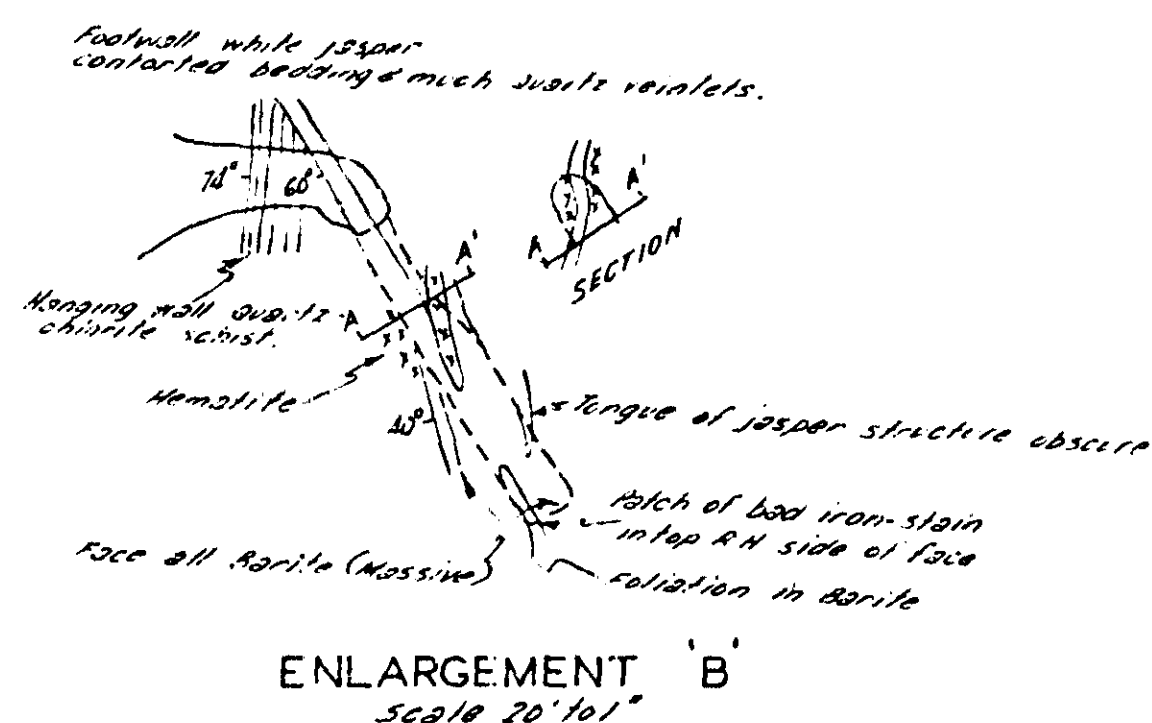 Footwall white jasper
contorted bedding & much quartz veinlets.
74°
60°
A'
A
SECTION
A'
A
Hanging wall quartz-
chlorite schist.
Hematite
40°
Tongue of jasper structure obscure
Patch of bad iron-stain
in top RH side of face
Face all Barite (Massive)
Foliation in Barite
ENLARGEMENT 'B'
Scale 20' to 1"